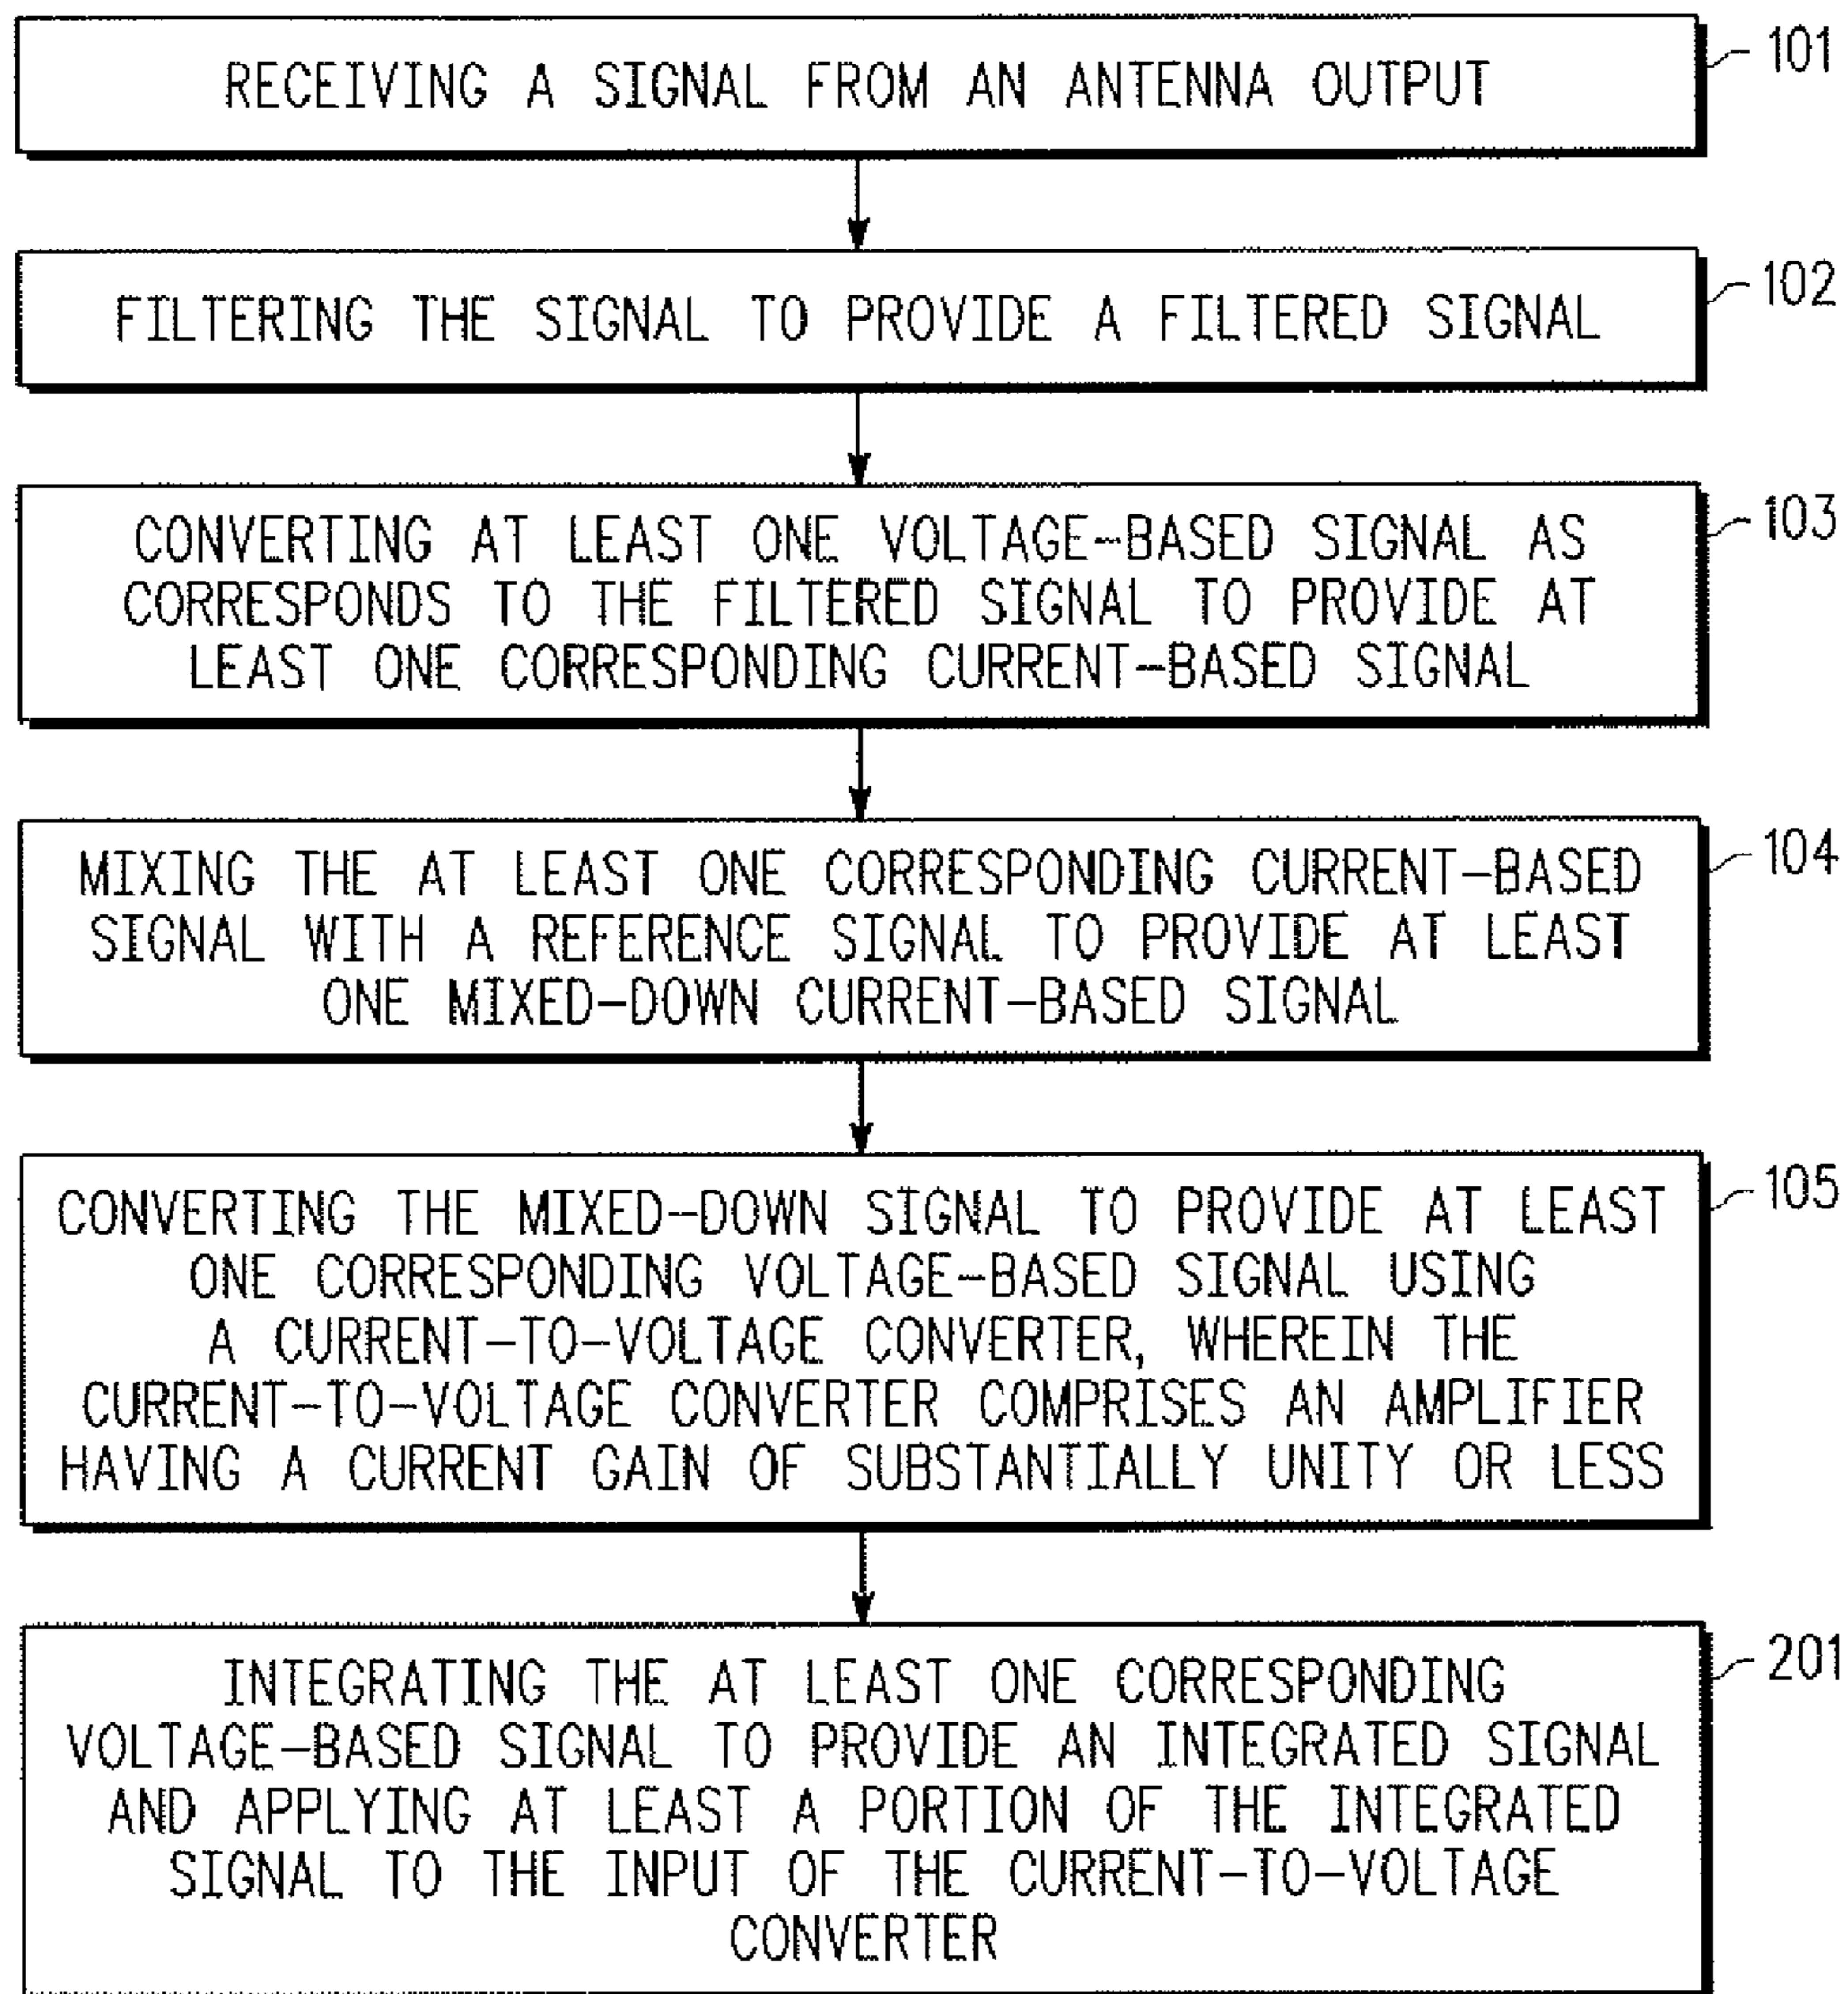 RECEIVING A SIGNAL FROM AN ANTENNA OUTPUT
101
FILTERING THE SIGNAL TO PROVIDE A FILTERED SIGNAL
102
CONVERTING AT LEAST ONE VOLTAGE-BASED SIGNAL AS
CORRESPONDS TO THE FILTERED SIGNAL TO PROVIDE AT
LEAST ONE CORRESPONDING CURRENT-BASED SIGNAL
103
MIXING THE AT LEAST ONE CORRESPONDING CURRENT-BASED
SIGNAL WITH A REFERENCE SIGNAL TO PROVIDE AT LEAST
ONE MIXED-DOWN CURRENT-BASED SIGNAL
104
CONVERTING THE MIXED-DOWN SIGNAL TO PROVIDE AT LEAST
ONE CORRESPONDING VOLTAGE-BASED SIGNAL USING
A CURRENT-TO-VOLTAGE CONVERTER, WHEREIN THE
CURRENT-TO-VOLTAGE CONVERTER COMPRISES AN AMPLIFIER
HAVING A CURRENT GAIN OF SUBSTANTIALLY UNITY OR LESS
105
INTEGRATING THE AT LEAST ONE CORRESPONDING
VOLTAGE-BASED SIGNAL TO PROVIDE AN INTEGRATED SIGNAL
AND APPLYING AT LEAST A PORTION OF THE INTEGRATED
SIGNAL TO THE INPUT OF THE CURRENT-TO-VOLTAGE
CONVERTER
201